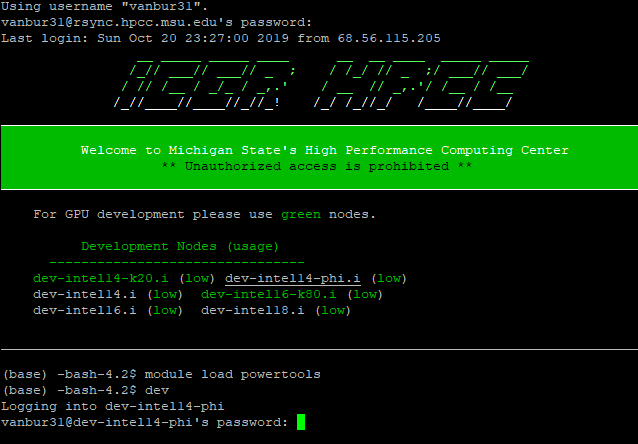 Using username "vanbur31".
vanbur31@rsync.hpcc.msu.edu's password:
Last login: Sun Oct 20 23:27:00 2019 from 68.56.115.205
ICER HPCC
Welcome to Michigan State's High Performance Computing Center
** Unauthorized access is prohibited **
For GPU development please use green nodes.
Development Nodes (usage)
--------------------------------
dev-intel14-k20.i (low) dev-intel14-phi.i (low)
dev-intel14.i (low) dev-intel16-k80.i (low)
dev-intel16.i (low) dev-intel18.i (low)
(base) -bash-4.2$ module load powertools
(base) -bash-4.2$ dev
Logging into dev-intel14-phi
vanbur31@dev-intel14-phi's password: